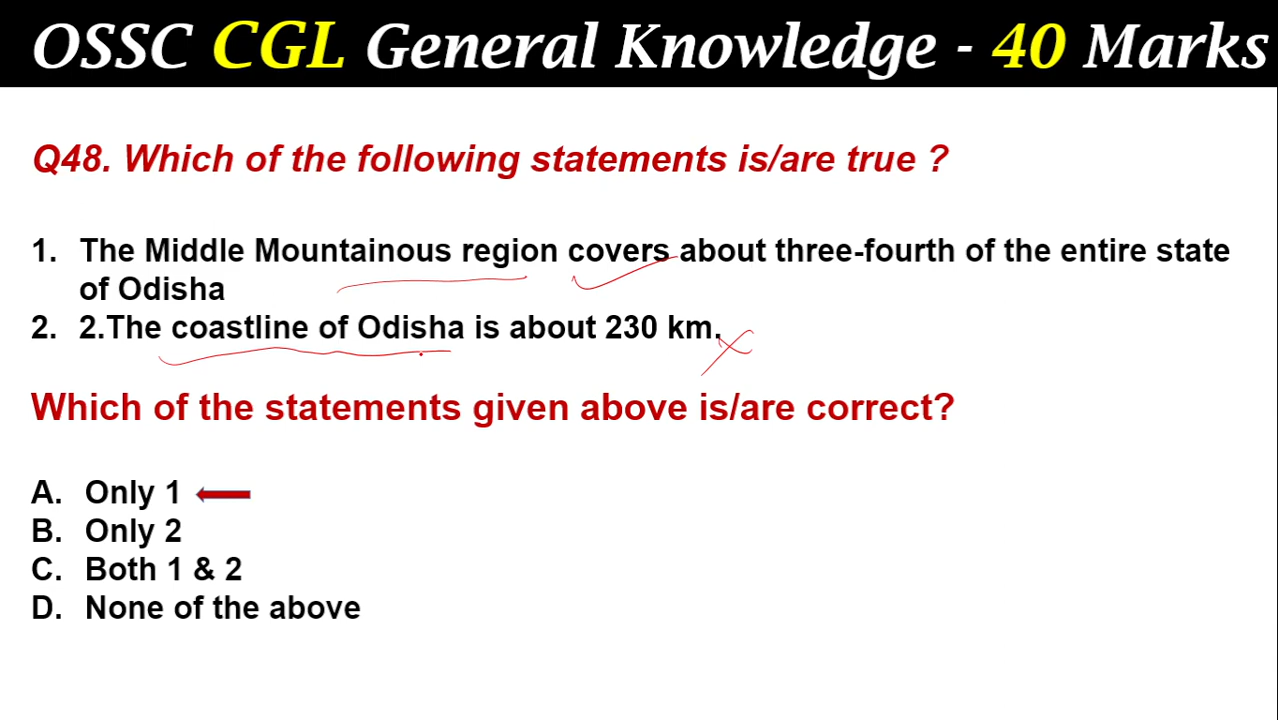 OSSC CGL General Knowledge - 40 Marks
Q48. Which of the following statements is/are true ?
1. The Middle Mountainous region covers about three-fourth of the entire state
of Odisha
2. 2.The coastline of Odisha is about 230 km.
Which of the statements given above is/are correct?
A. Only 1
B. Only 2
C. Both 1 & 2
D. None of the above